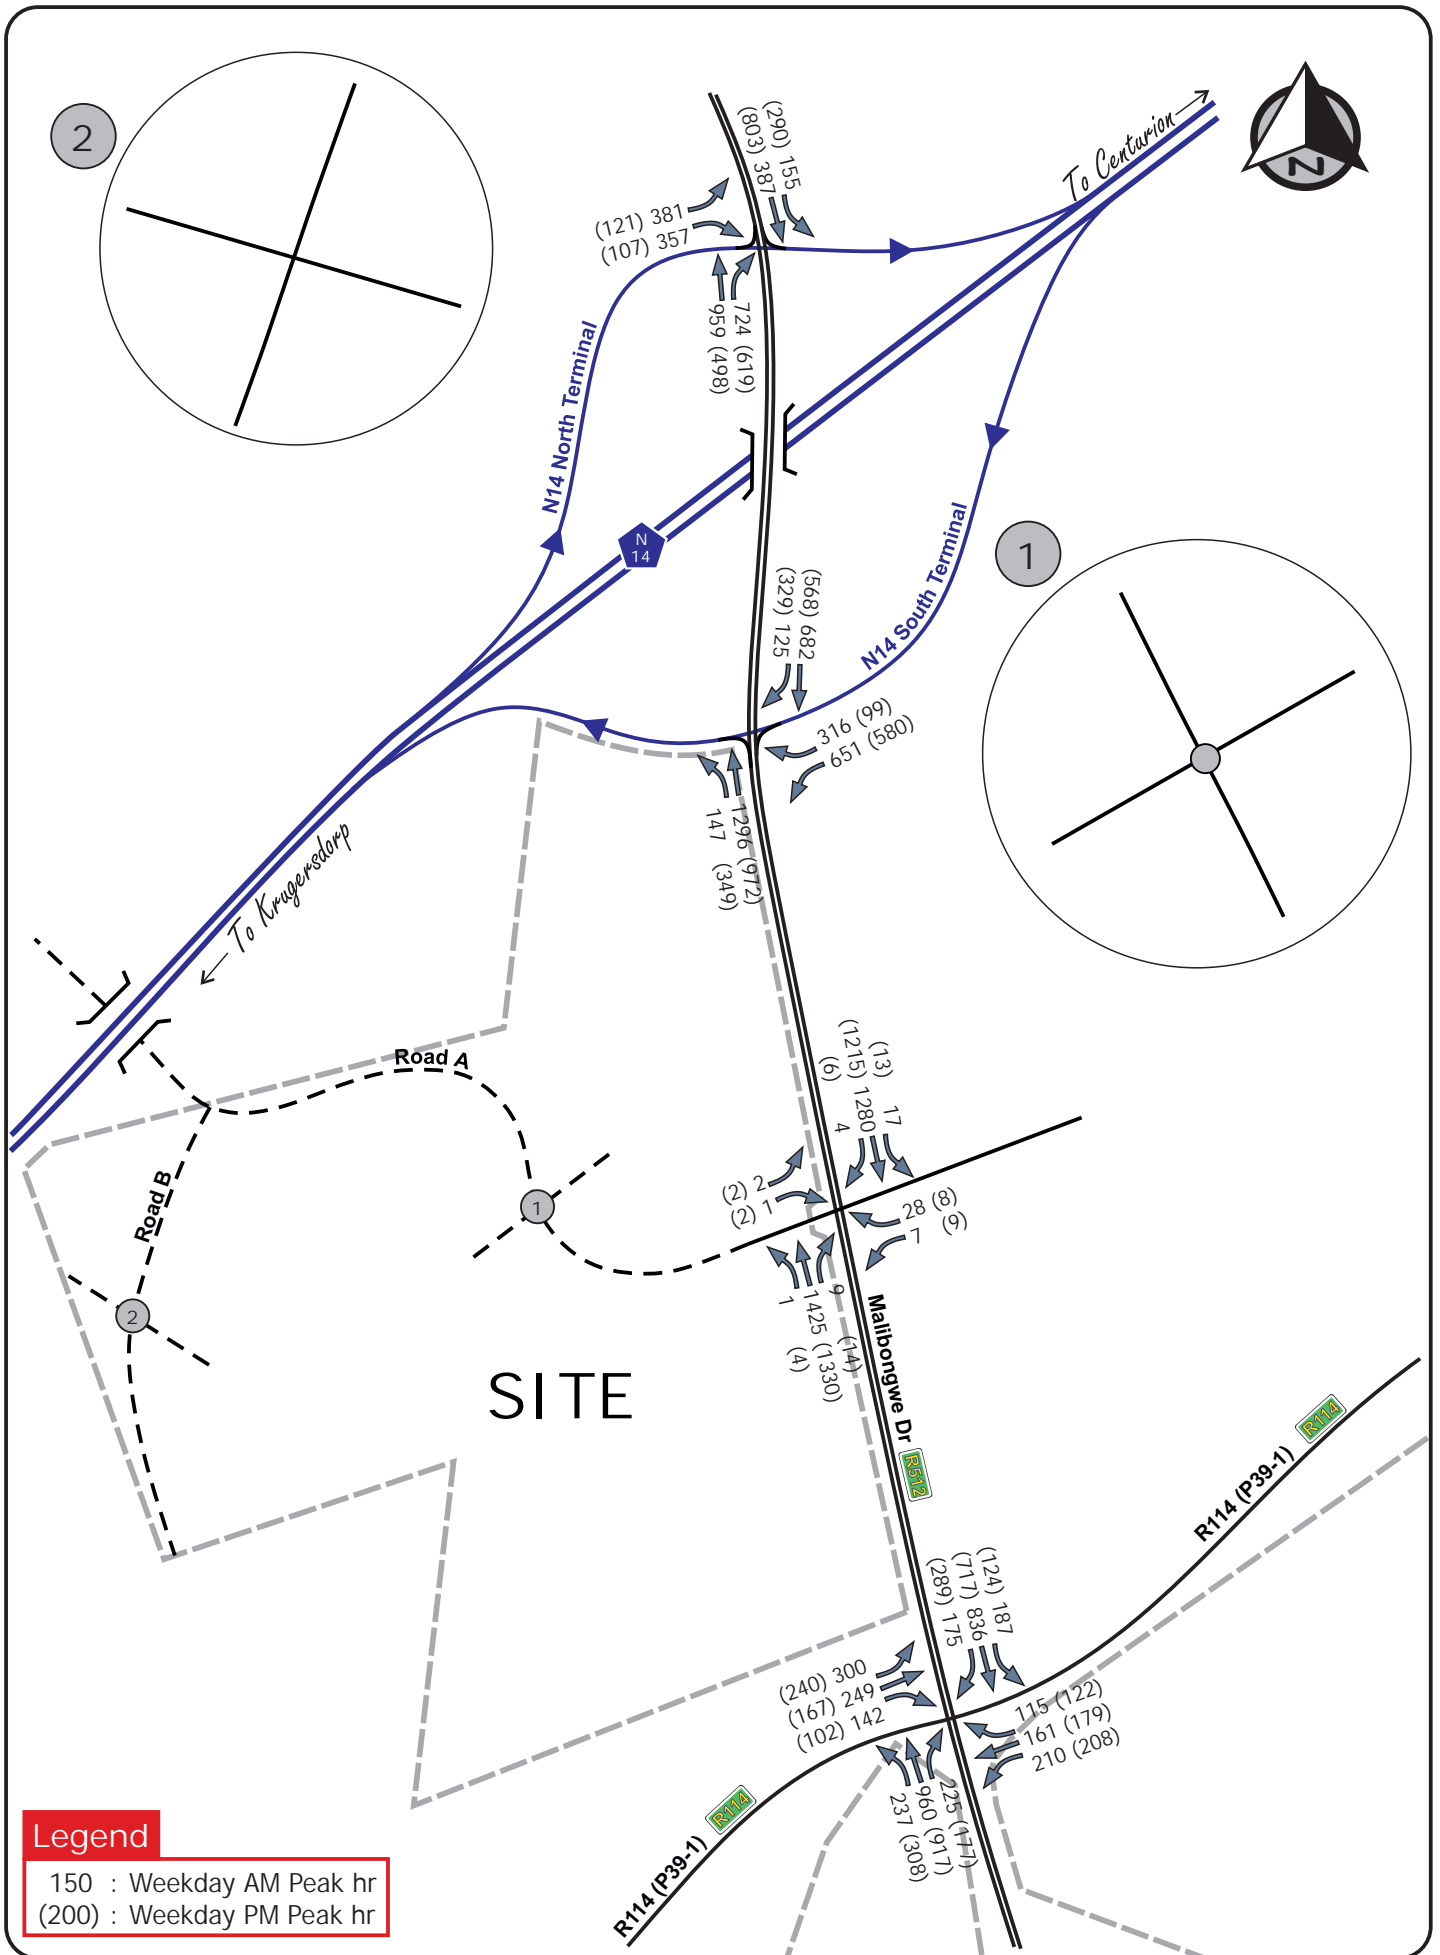 2
(290) 155
(803) 387
To Centurion
N
(121) 381
(107) 357
724 (619)
959 (498)
N14 North Terminal
N
14
N14 South Terminal
1
(568) 682
(329) 125
316 (99)
651 (580)
1296 (972)
147 (349)
To Krugersdorp
Road A
Road B
(13) 17
(1215) 1280
(6) 4
(2) 2
(2) 1
28 (8)
7 (9)
1
2
9 (14)
1425 (1330)
1 (4)
Malibongwe Dr
R512
SITE
R114
R114 (P39-1)
(124) 187
(717) 836
(289) 175
(240) 300
(167) 249
(102) 142
115 (122)
161 (179)
210 (208)
225 (177)
960 (917)
237 (308)
R114
R114 (P39-1)
Legend
150 : Weekday AM Peak hr
(200) : Weekday PM Peak hr